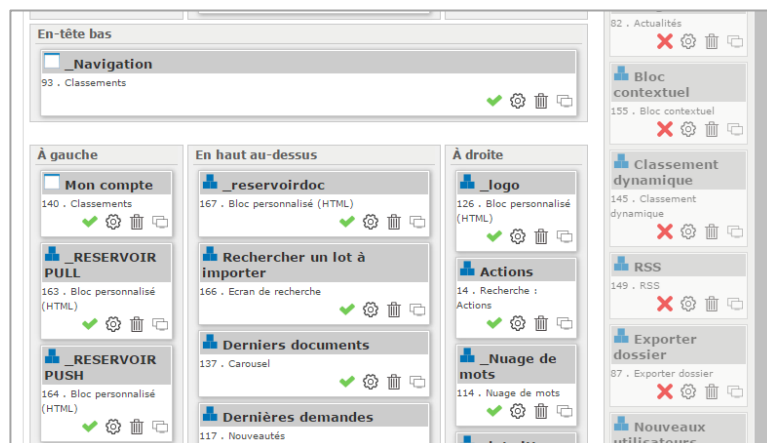 En-tête bas
_Navigation
93 . Classements
À gauche
Mon compte
140 . Classements
_RESERVOIR
PULL
163 . Bloc personnalisé
(HTML)
_RESERVOIR
PUSH
164 . Bloc personnalisé
(HTML)
En haut au-dessus
_reservoirdoc
167 . Bloc personnalisé (HTML)
Rechercher un lot à
importer
166 . Ecran de recherche
Derniers documents
137 . Carousel
Dernières demandes
117 . Nouveautés
À droite
_logo
126 . Bloc personnalisé
(HTML)
Actions
14 . Recherche :
Actions
_Nuage de
mots
114 . Nuage de mots
82 . Actualités
Bloc
contextuel
155 . Bloc contextuel
Classement
dynamique
145 . Classement
dynamique
RSS
149 . RSS
Exporter
dossier
87 . Exporter dossier
Nouveaux
utilisateurs